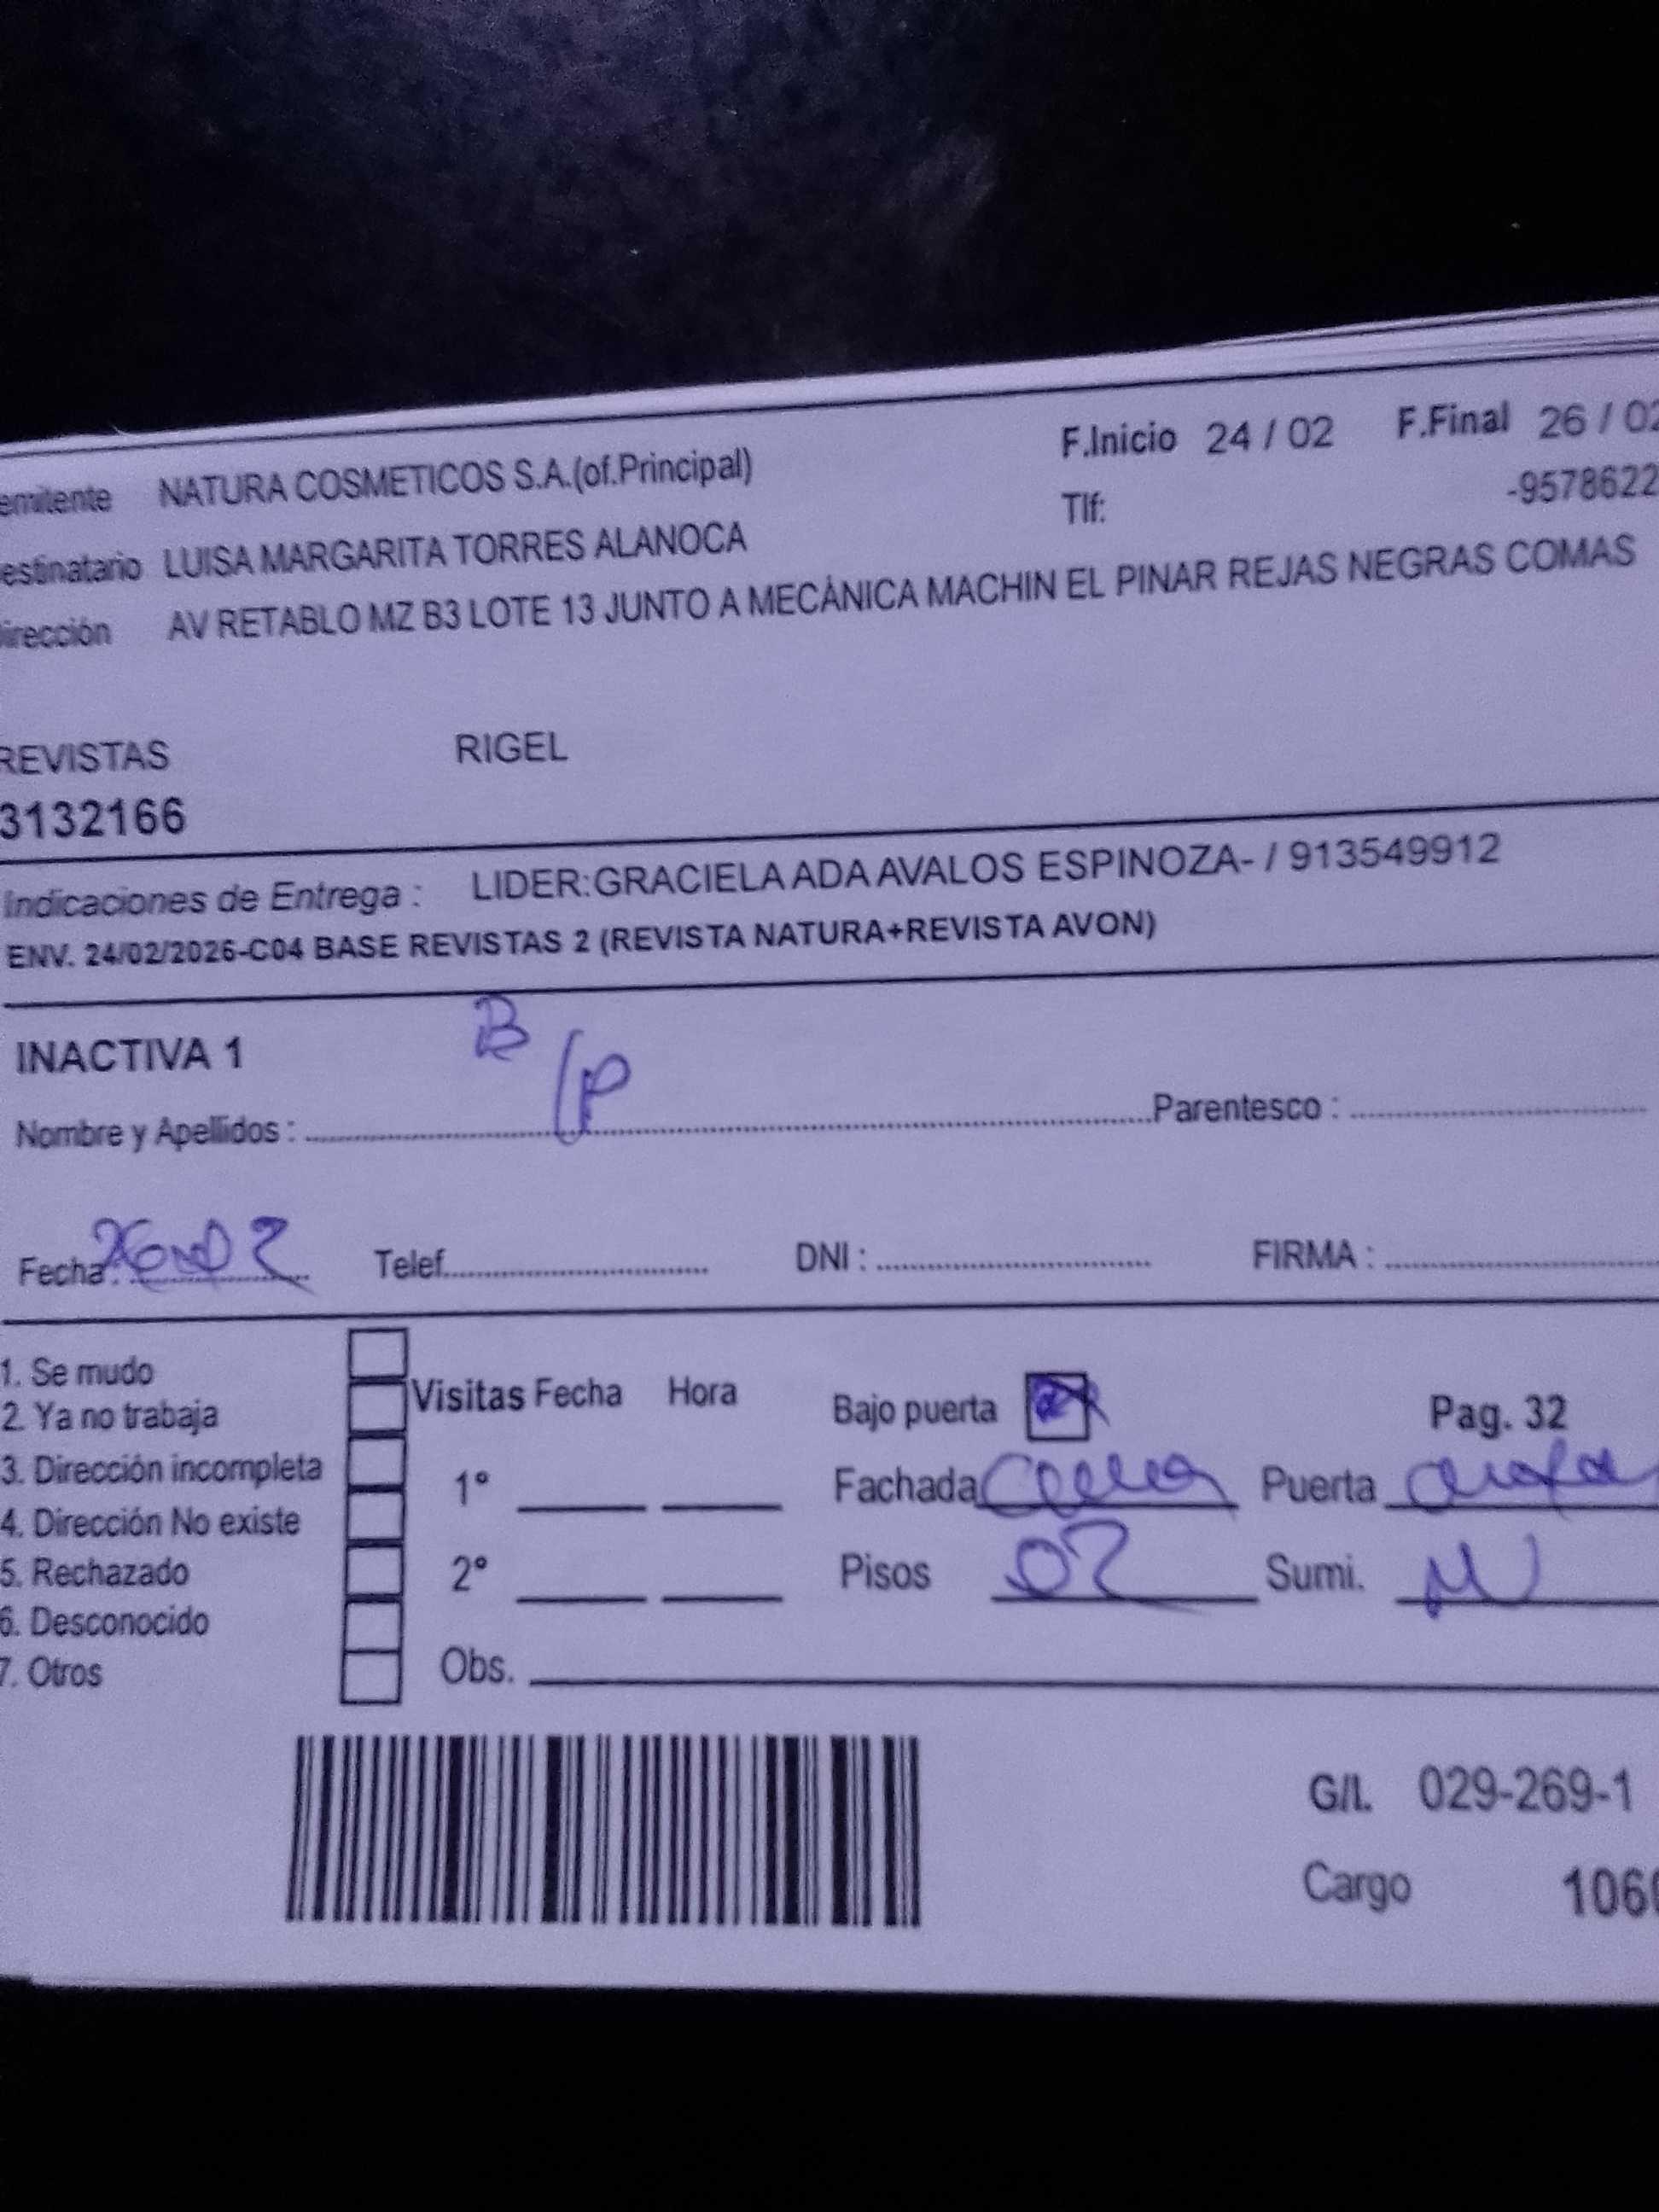 emitente NATURA COSMETICOS S.A.(of.Principal) F.Inicio 24 / 02 F.Final 26 / 02
Tlf: -9578622
estinatario LUISA MARGARITA TORRES ALANOCA
irección AV RETABLO MZ B3 LOTE 13 JUNTO A MECÁNICA MACHIN EL PINAR REJAS NEGRAS COMAS
REVISTAS RIGEL
3132166
Indicaciones de Entrega : LIDER:GRACIELA ADA AVALOS ESPINOZA- / 913549912
ENV. 24/02/2026-C04 BASE REVISTAS 2 (REVISTA NATURA+REVISTA AVON)
INACTIVA 1 B/P
Nombre y Apellidos : Parentesco :
Fecha: Telef. DNI : FIRMA :
1. Se mudo
2. Ya no trabaja
3. Dirección incompleta
4. Dirección No existe
5. Rechazado
6. Desconocido
7. Otros
Visitas Fecha Hora
1°
2°
Obs.
Bajo puerta Pag. 32
Fachada Puerta
Pisos 02 Sumi.
G/I. 029-269-1
Cargo 106